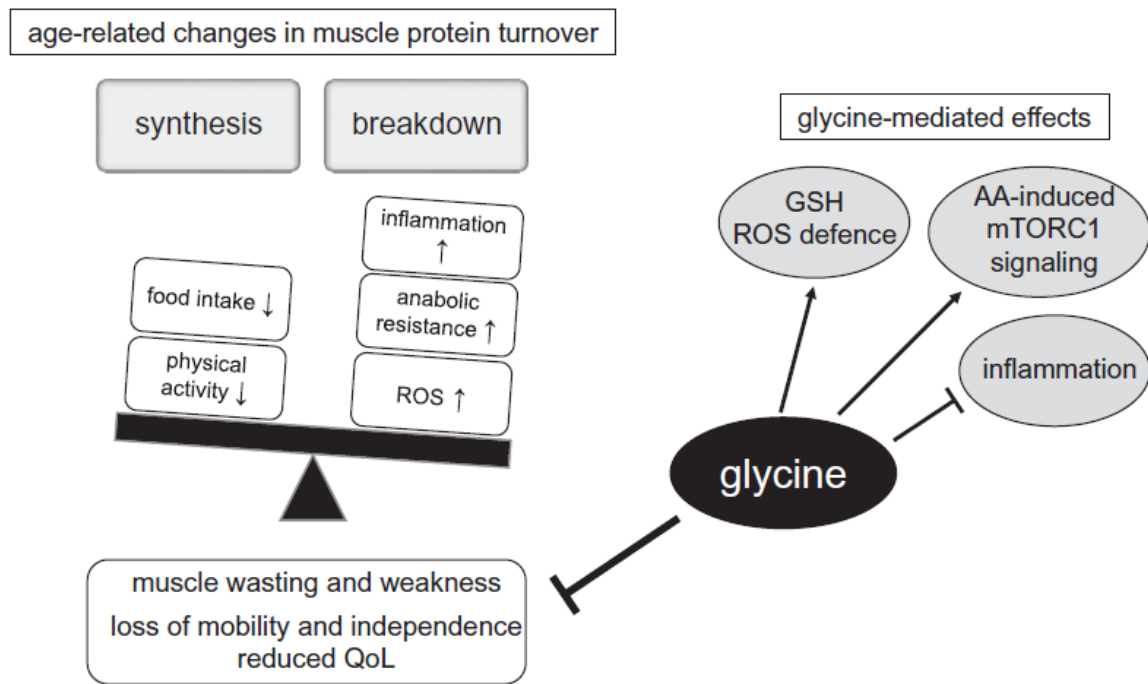 age-related changes in muscle protein turnover
synthesis
breakdown
inflammation
↑
anabolic
resistance ↑
ROS ↑
food intake ↓
physical
activity ↓
muscle wasting and weakness
loss of mobility and independence
reduced QoL
glycine-mediated effects
GSH
ROS defence
AA-induced
mTORC1
signaling
inflammation
glycine